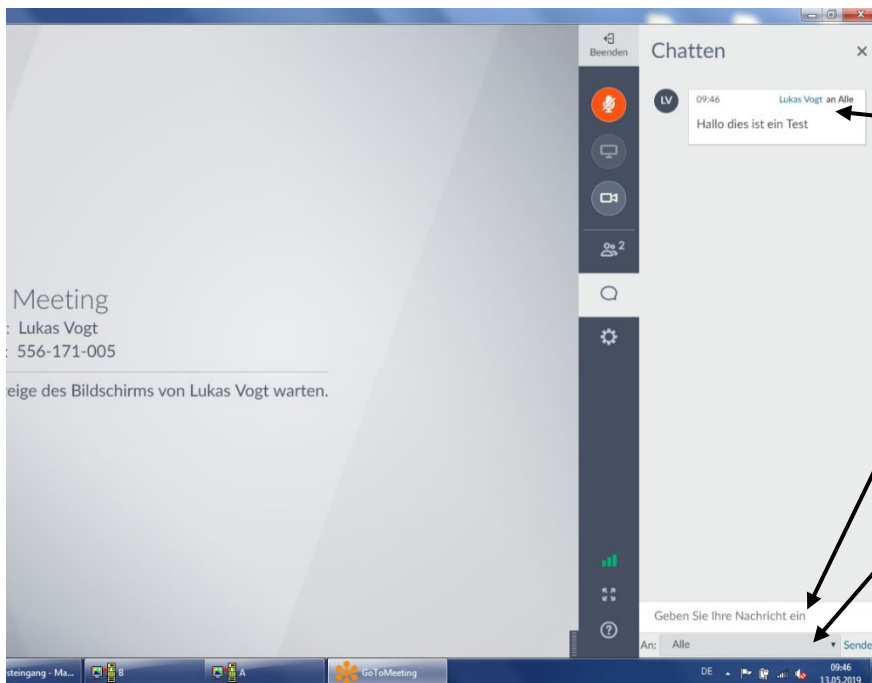 Beenden
Chatten
LV
09:46 Lukas Vogt an Alle
Hallo dies ist ein Test
2
Meeting
: Lukas Vogt
: 556-171-005
eige des Bildschirms von Lukas Vogt warten.
Geben Sie Ihre Nachricht ein
An: Alle Sende
steingang - Ma... B A GoToMeeting DE 09:46
13.05.2019